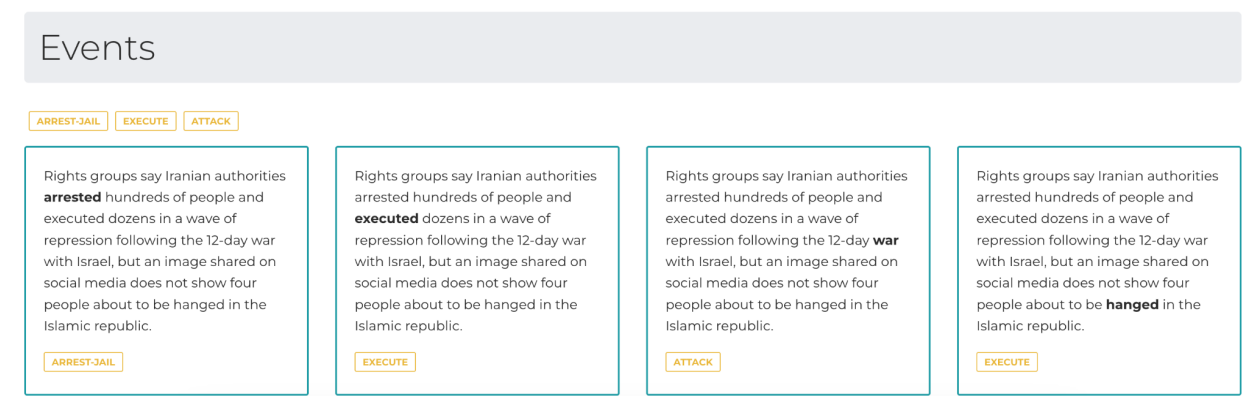 Events
ARREST-JAIL EXECUTE ATTACK
Rights groups say Iranian authorities
arrested hundreds of people and
executed dozens in a wave of
repression following the 12-day war
with Israel, but an image shared on
social media does not show four
people about to be hanged in the
Islamic republic.
ARREST-JAIL
Rights groups say Iranian authorities
arrested hundreds of people and
executed dozens in a wave of
repression following the 12-day war
with Israel, but an image shared on
social media does not show four
people about to be hanged in the
Islamic republic.
EXECUTE
Rights groups say Iranian authorities
arrested hundreds of people and
executed dozens in a wave of
repression following the 12-day war
with Israel, but an image shared on
social media does not show four
people about to be hanged in the
Islamic republic.
ATTACK
Rights groups say Iranian authorities
arrested hundreds of people and
executed dozens in a wave of
repression following the 12-day war
with Israel, but an image shared on
social media does not show four
people about to be hanged in the
Islamic republic.
EXECUTE